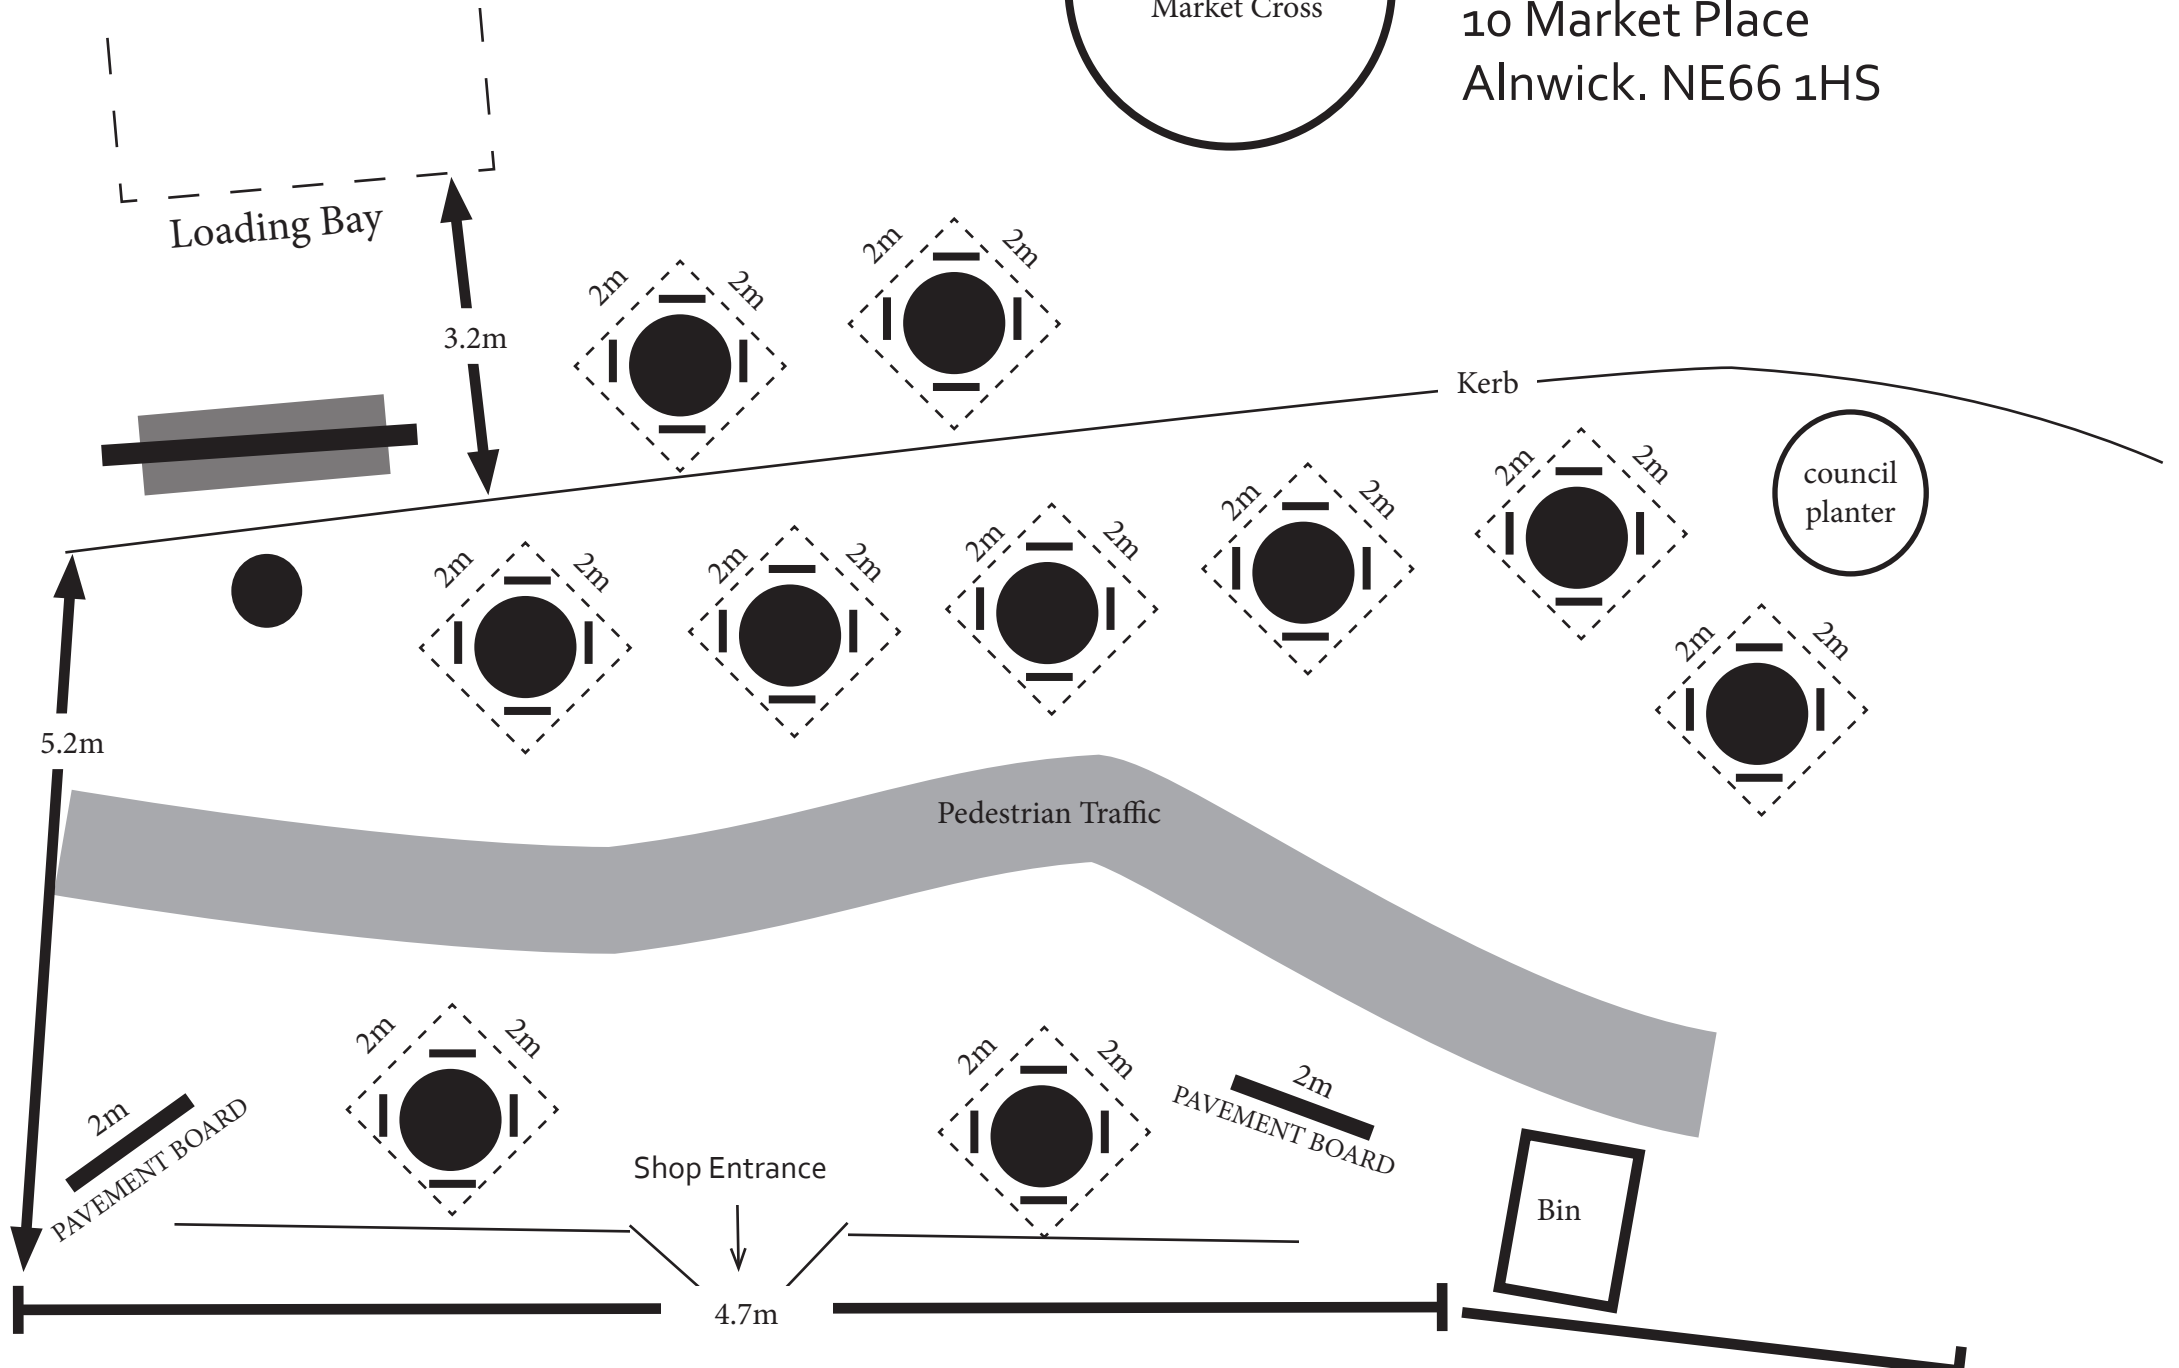 Market Cross
10 Market Place
Alnwick. NE66 1HS
Loading Bay
2m
2m
2m
2m
3.2m
Kerb
council
planter
2m
2m
2m
2m
2m
2m
2m
2m
2m
2m
2m
2m
5.2m
Pedestrian Traffic
2m
2m
2m
2m
2m
PAVEMENT BOARD
2m
PAVEMENT BOARD
Shop Entrance
Bin
4.7m